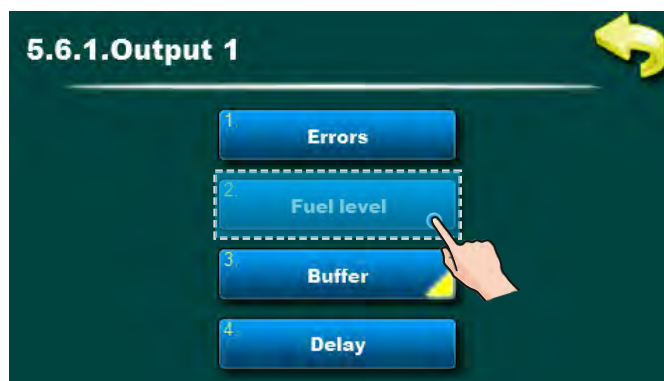 5.6.1.Output 1
1.
Errors
2.
Fuel level
3.
Buffer
4.
Delay